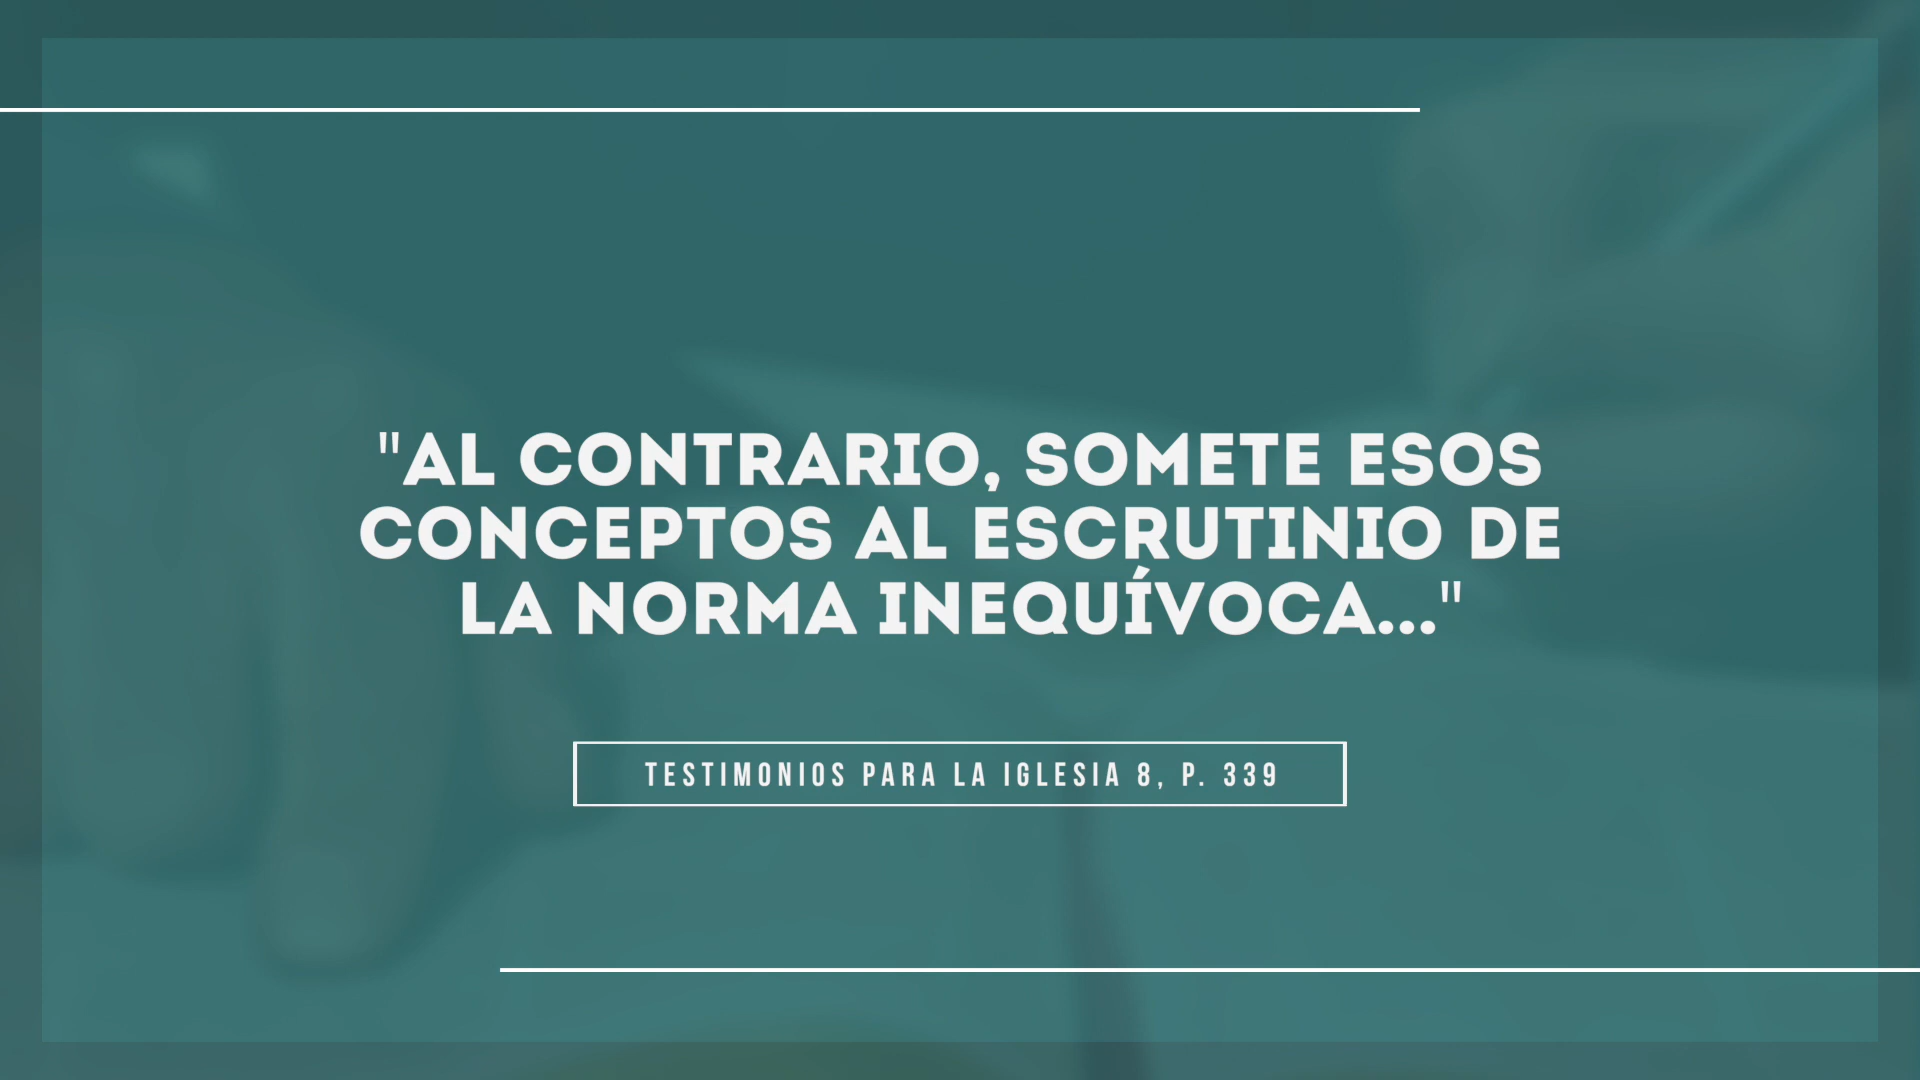 "AL CONTRARIO, SOMETE ESOS
CONCEPTOS AL ESCRUTINIO DE
LA NORMA INEQUÍVOCA..."
TESTIMONIOS PARA LA IGLESIA 8, P. 339